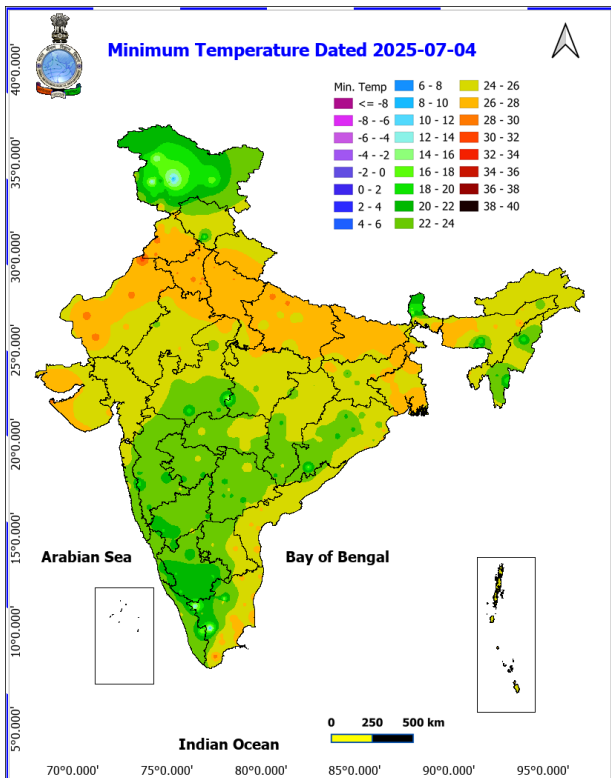 Minimum Temperature Dated 2025-07-04
Min. Temp
<= -8
-8 - -6
-6 - -4
-4 - -2
-2 - 0
0 - 2
2 - 4
4 - 6
6 - 8
8 - 10
10 - 12
12 - 14
14 - 16
16 - 18
18 - 20
20 - 22
22 - 24
24 - 26
26 - 28
28 - 30
30 - 32
32 - 34
34 - 36
36 - 38
38 - 40
40°0.000'
35°0.000'
30°0.000'
25°0.000'
20°0.000'
15°0.000'
10°0.000'
5°0.000'
Arabian Sea
Bay of Bengal
0 250 500 km
Indian Ocean
70°0.000' 75°0.000' 80°0.000' 85°0.000' 90°0.000' 95°0.000'